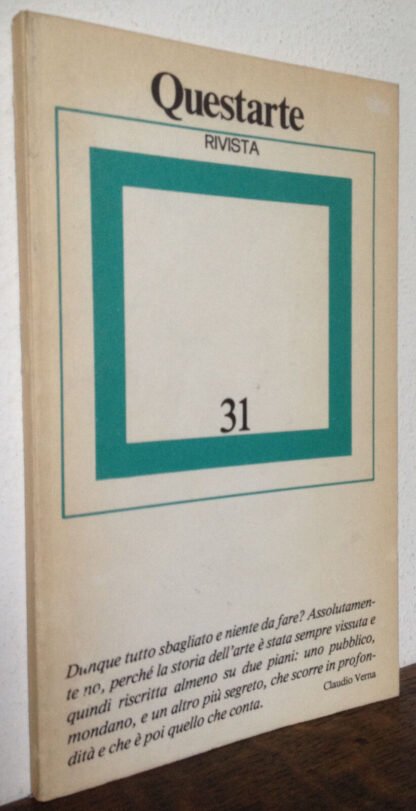 Questarte
RIVISTA
31
Dunque tutto sbagliato e niente da fare? Assolutamen-
te no, perché la storia dell'arte è stata sempre vissuta e
quindi riscritta almeno su due piani: uno pubblico,
mondano, e un altro più segreto, che scorre in profon-
dità e che è poi quello che conta.
Claudio Verna